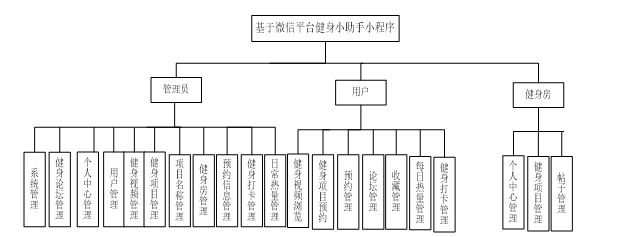 基于微信平台健身小助手小程序
管理员
用户
健身房
系统管理
健身论坛管理
个人中心管理
用户管理
健身视频管理
健身项目管理
项目名称管理
健身房管理
预约信息管理
健身打卡管理
日常热量管理
健身视频浏览
健身项目预约
预约管理
论坛管理
收藏管理
每日热量管理
健身打卡管理
个人中心管理
健身项目管理
帖子管理